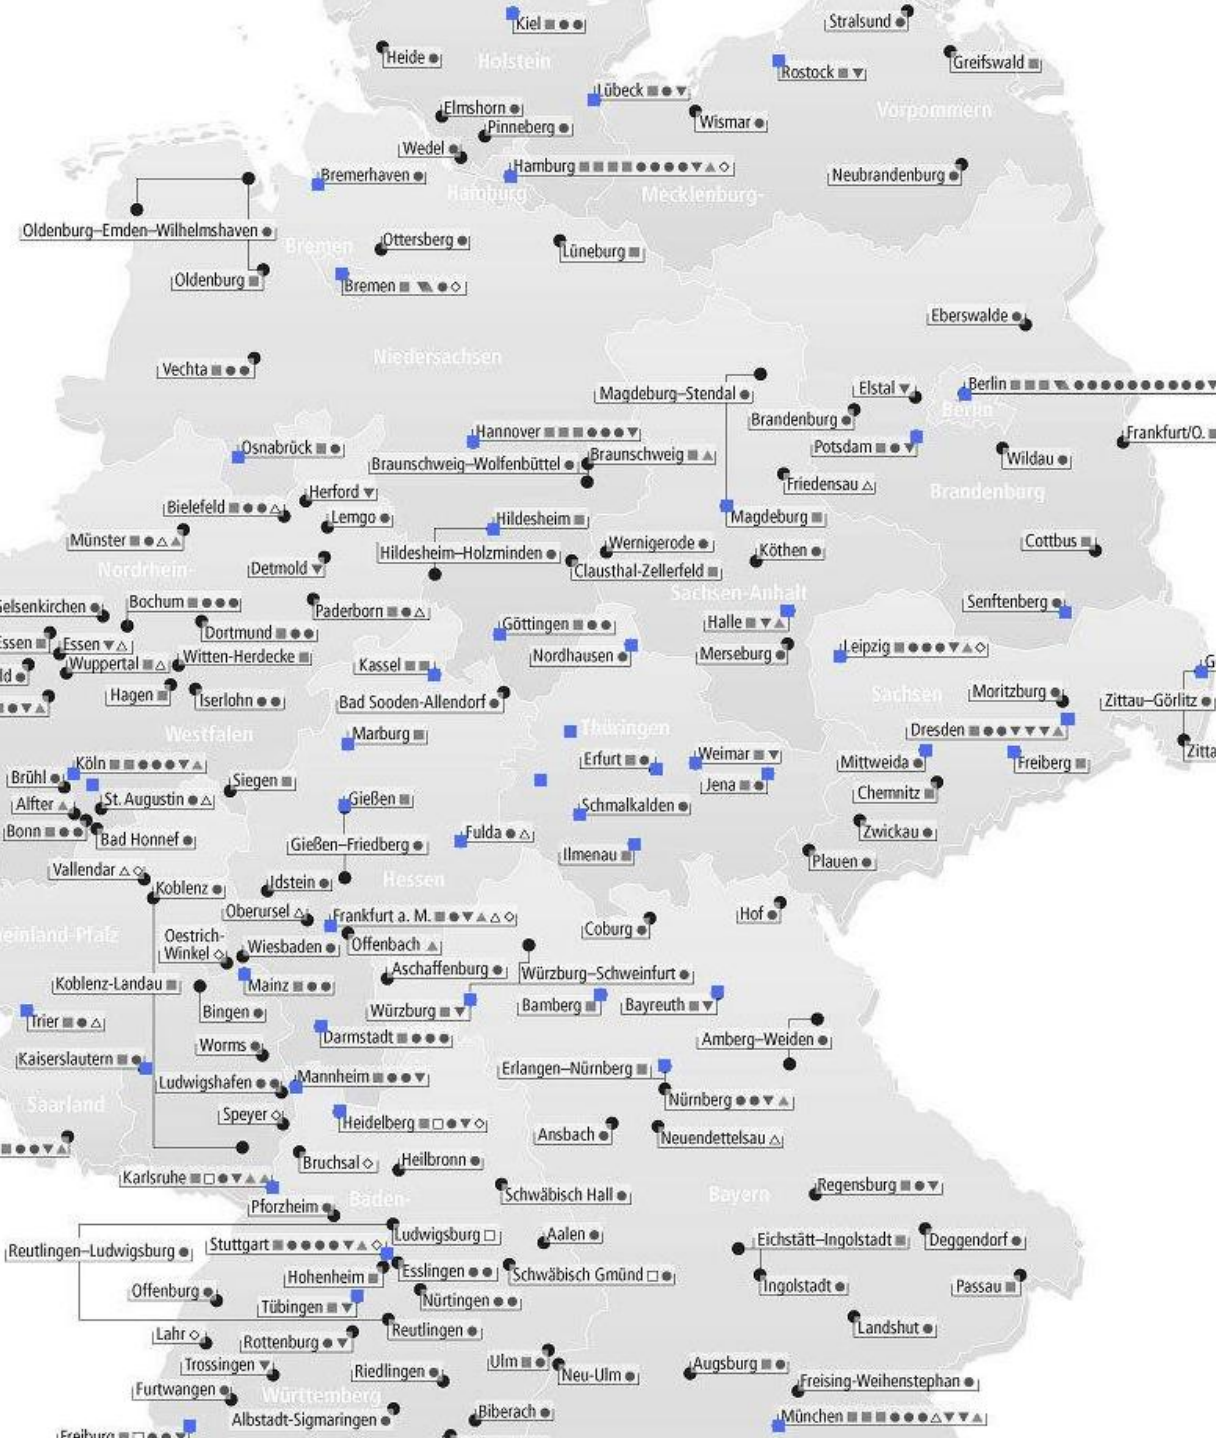 Kiel
Stralsund
Heide
Holstein
Greifswald
Rostock
Lübeck
Elmshorn
Vorpommern
Pinneberg
Wismar
Wedel
Hamburg
Bremerhaven
Neubrandenburg
Hamburg
Mecklenburg-
Oldenburg–Emden–Wilhelmshaven
Bremen
Ottersberg
Lüneburg
Oldenburg
Bremen
Eberswalde
Niedersachsen
Vechta
Magdeburg–Stendal
Elstal
Berlin
Berlin
Brandenburg
Hannover
Frankfurt/O.
Osnabrück
Braunschweig
Potsdam
Wildau
Braunschweig–Wolfenbüttel
Friedensau
Herford
Brandenburg
Bielefeld
Lemgo
Hildesheim
Magdeburg
Münster
Wernigerode
Cottbus
Hildesheim–Holzminden
Köthen
Detmold
Clausthal-Zellerfeld
Nordrhein-
Sachsen-Anhalt
elsenkirchen
Bochum
Senftenberg
Paderborn
Göttingen
Halle
Dortmund
ssen
Essen
Leipzig
Witten-Herdecke
Nordhausen
Merseburg
Wuppertal
Kassel
G
ld
Hagen
Iserlohn
Bad Sooden-Allendorf
Sachsen
Moritzburg
Zittau–Görlitz
Westfalen
Marburg
Thüringen
Dresden
Zitta
Köln
Erfurt
Weimar
Mittweida
Freiberg
Brühl
Siegen
Jena
Chemnitz
Alfter
St. Augustin
Gießen
Schmalkalden
Bonn
Bad Honnef
Fulda
Zwickau
Gießen–Friedberg
Ilmenau
Plauen
Vallendar
Koblenz
Idstein
Hessen
Oberursel
Frankfurt a. M.
Hof
Coburg
einland-Pfalz
Oestrich-
Winkel
Wiesbaden
Offenbach
Aschaffenburg
Würzburg–Schweinfurt
Koblenz-Landau
Mainz
Würzburg
Bamberg
Bayreuth
Bingen
Trier
Darmstadt
Amberg–Weiden
Worms
Kaiserslautern
Erlangen–Nürnberg
Ludwigshafen
Mannheim
Nürnberg
Saarland
Speyer
Heidelberg
Ansbach
Neuendettelsau
Bruchsal
Heilbronn
Karlsruhe
Schwäbisch Hall
Bayern
Regensburg
Baden-
Pforzheim
Ludwigsburg
Aalen
Reutlingen–Ludwigsburg
Stuttgart
Eichstätt–Ingolstadt
Deggendorf
Hohenheim
Esslingen
Schwäbisch Gmünd
Ingolstadt
Passau
Offenburg
Tübingen
Nürtingen
Lahr
Rottenburg
Reutlingen
Landshut
Trossingen
Riedlingen
Ulm
Neu-Ulm
Augsburg
Furtwangen
Württemberg
Freising-Weihenstephan
Albstadt-Sigmaringen
Biberach
München
Freiburg